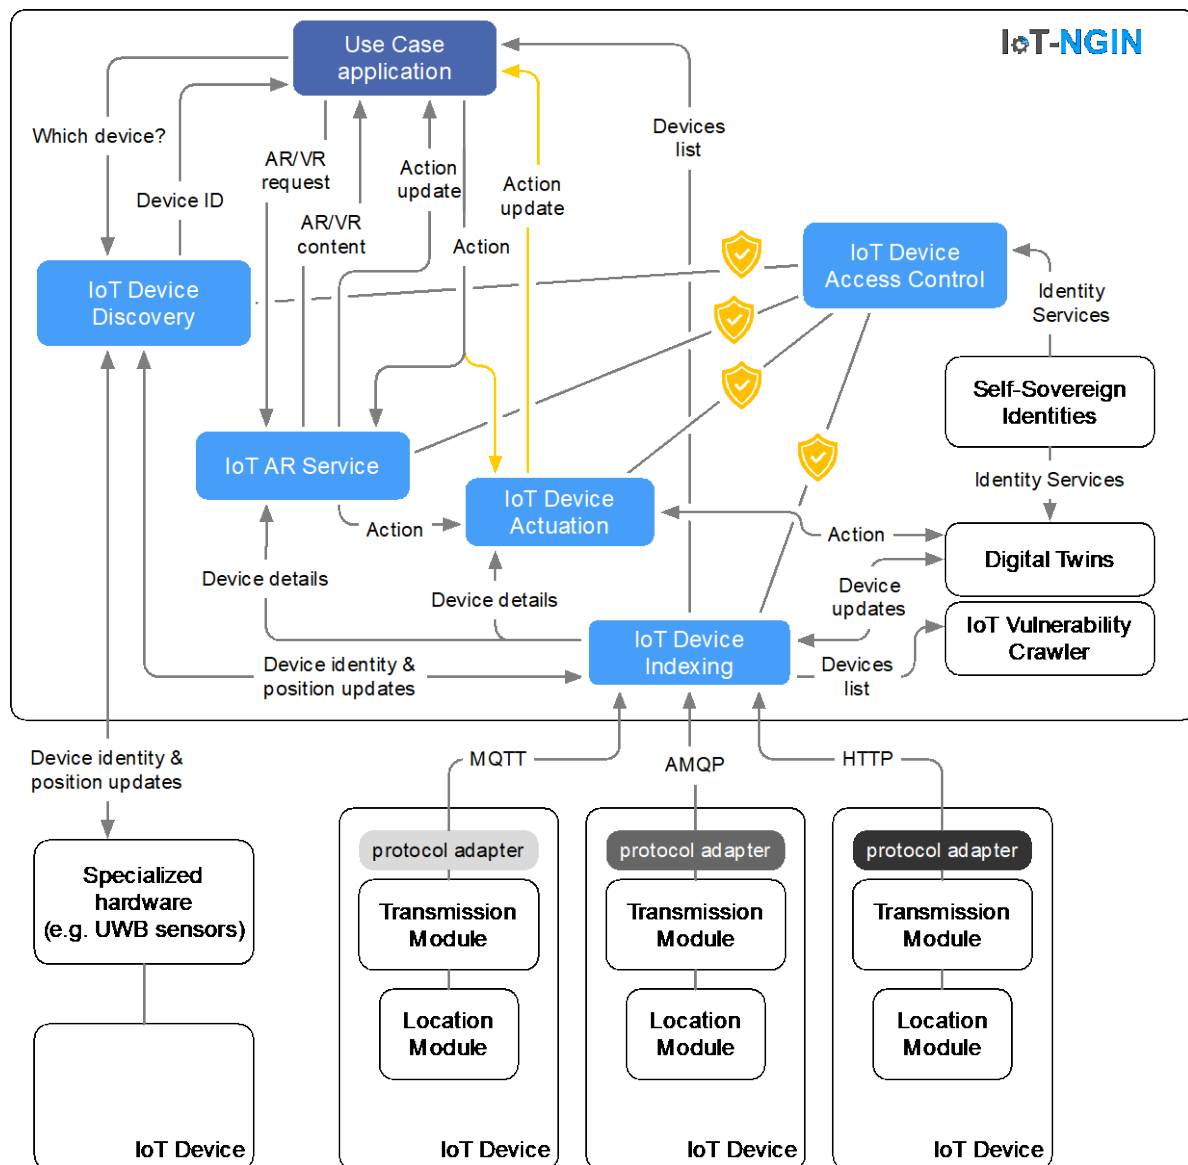 Use Case
application
IoT-NGIN
Which device?
Device ID
AR/VR
request
AR/VR
content
Action
update
Action
Action
update
Devices
list
IoT Device
Discovery
IoT Device
Access Control
Identity
Services
Self-Sovereign
Identities
Identity Services
IoT AR Service
IoT Device
Actuation
Action
Action
Digital Twins
Device details
Device details
Device
updates
IoT Device
Indexing
IoT Vulnerability
Crawler
Devices
list
Device identity &
position updates
Device identity &
position updates
MQTT
AMQP
HTTP
Specialized
hardware
(e.g. UWB sensors)
IoT Device
protocol adapter
Transmission
Module
Location
Module
IoT Device
protocol adapter
Transmission
Module
Location
Module
IoT Device
protocol adapter
Transmission
Module
Location
Module
IoT Device